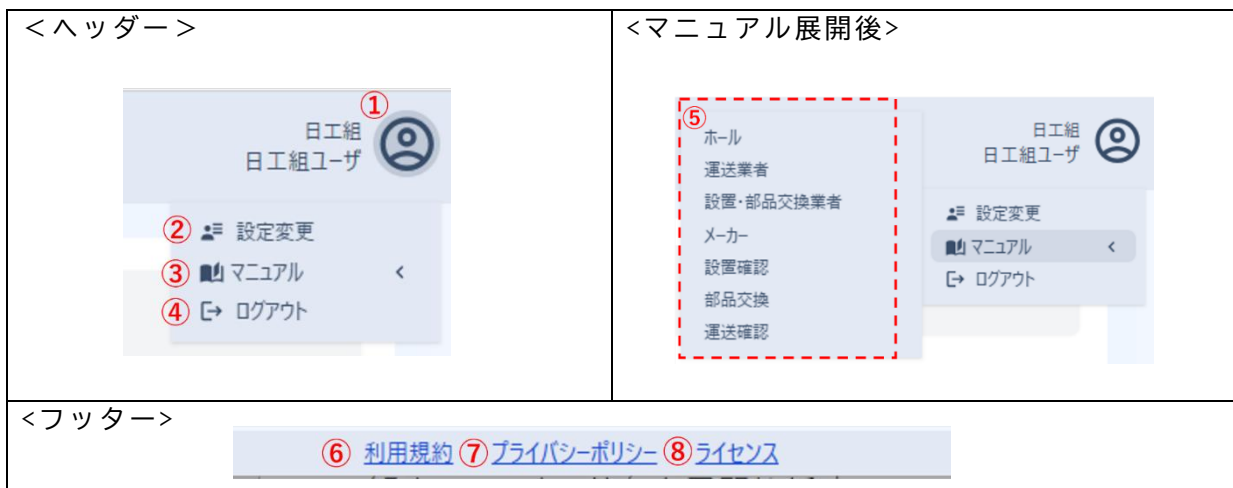 ＜ヘッダー＞
①
日工組
日工組ユーザ
② 設定変更
③ マニュアル <
④ ログアウト
<マニュアル展開後>
⑤
ホール
運送業者
設置・部品交換業者
メーカー
設置確認
部品交換
運送確認
日工組
日工組ユーザ
設定変更
マニュアル <
ログアウト
<フッター>
⑥ 利用規約 ⑦ プライバシーポリシー ⑧ ライセンス